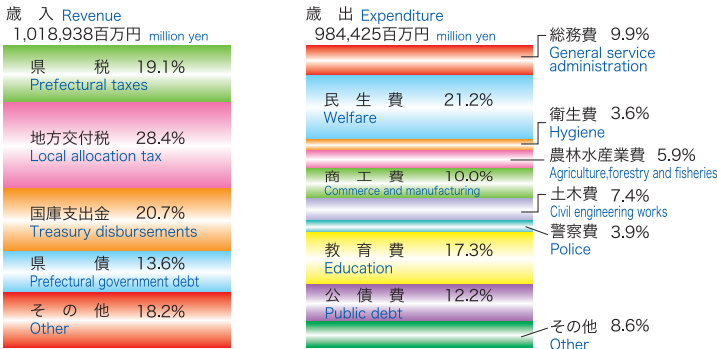 歳 入 Revenue
1,018,938百万円 million yen
県 税 19.1%
Prefectural taxes
地方交付税 28.4%
Local allocation tax
国庫支出金 20.7%
Treasury disbursements
県 債 13.6%
Prefectural government debt
そ の 他 18.2%
Other
歳 出 Expenditure
984,425百万円 million yen
総務費 9.9%
General service
administration
民 生 費 21.2%
Welfare
衛生費 3.6%
Hygiene
農林水産業費 5.9%
Agriculture,forestry and fisheries
商 工 費 10.0%
Commerce and manufacturing
土木費 7.4%
Civil engineering works
警察費 3.9%
Police
教 育 費 17.3%
Education
公 債 費 12.2%
Public debt
その他 8.6%
Other